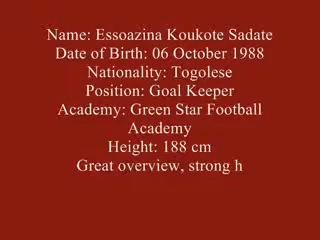 Name: Essoazina Koukote Sadate
Date of Birth: 06 October 1988
Nationality: Togolese
Position: Goal Keeper
Academy: Green Star Football
Academy
Height: 188 cm
Great overview, strong h